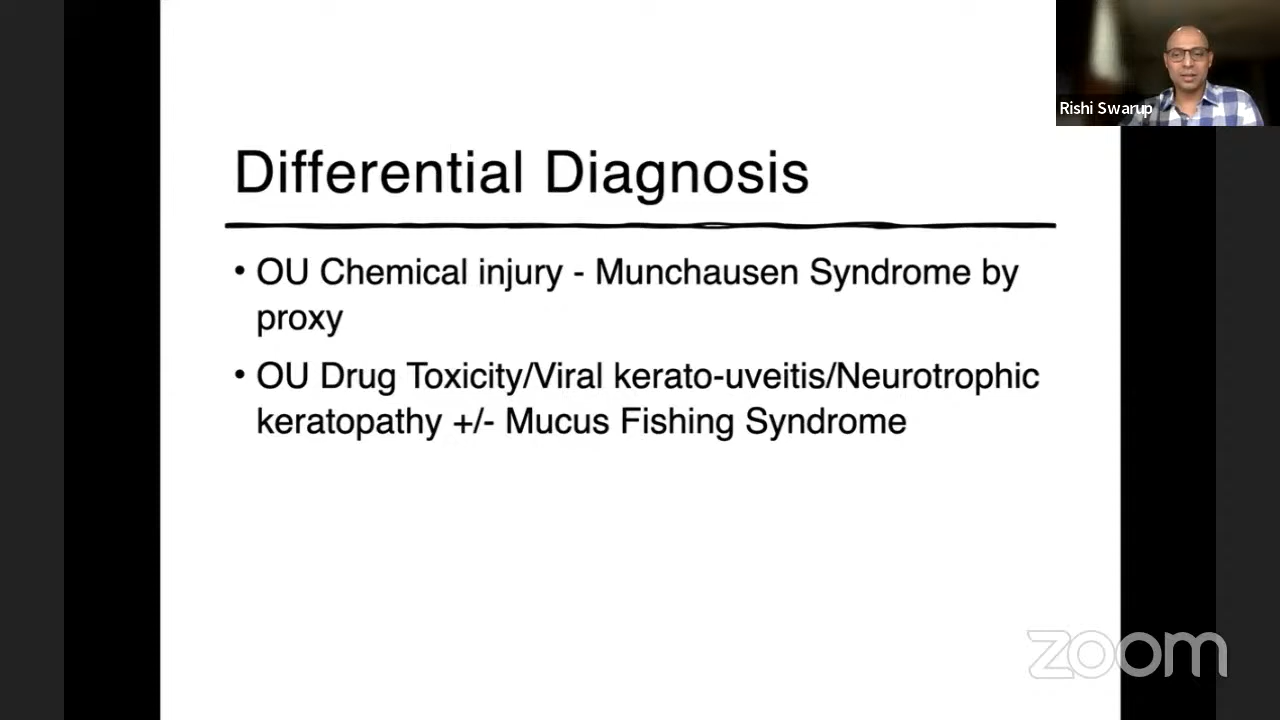 Rishi Swarup
Differential Diagnosis
• OU Chemical injury - Munchausen Syndrome by
proxy
• OU Drug Toxicity/Viral kerato-uveitis/Neurotrophic
keratopathy +/- Mucus Fishing Syndrome
zoom